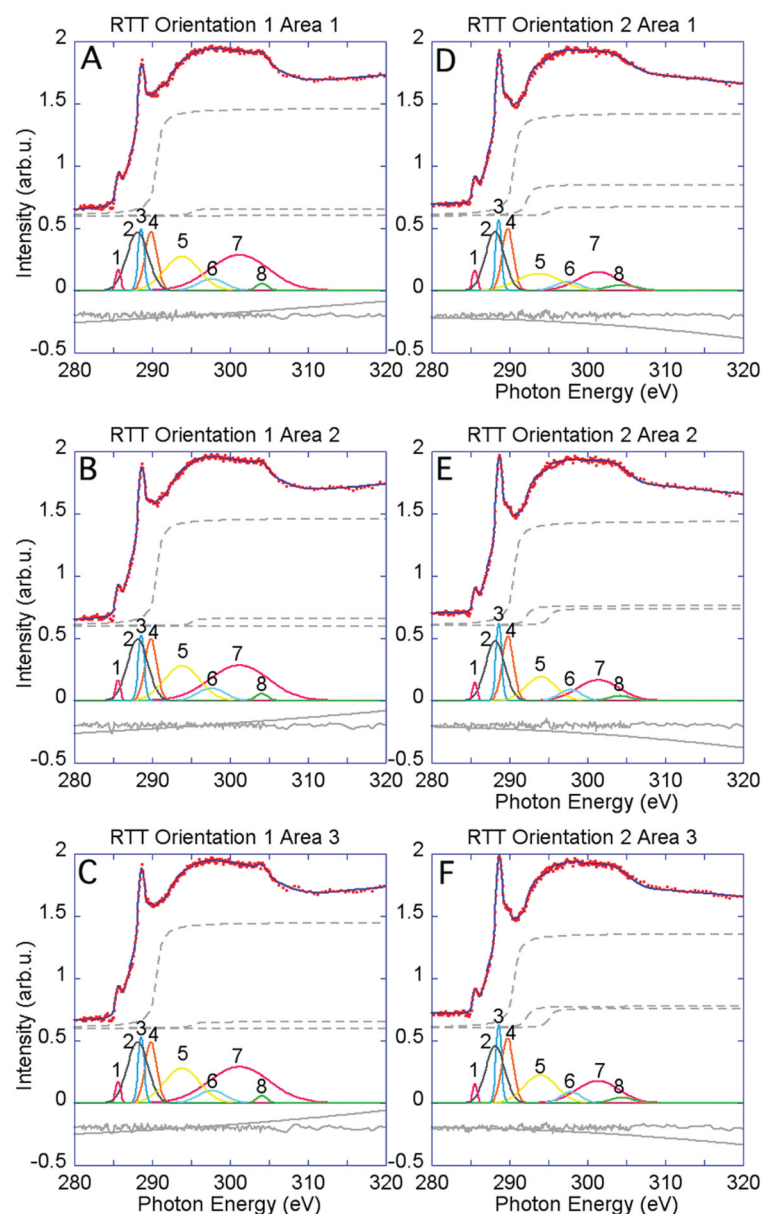 RTT Orientation 1 Area 1
A
2
1.5
1
0.5
0
-0.5
Intensity (arb.u.)
1 2 3 4 5 6 7 8
280 290 300 310 320
RTT Orientation 2 Area 1
D
2
1.5
1
0.5
0
-0.5
1 2 3 4 5 6 7 8
280 290 300 310 320
Photon Energy (eV)
RTT Orientation 1 Area 2
B
2
1.5
1
0.5
0
-0.5
Intensity (arb.u.)
1 2 3 4 5 6 7 8
280 290 300 310 320
RTT Orientation 2 Area 2
E
2
1.5
1
0.5
0
-0.5
1 2 3 4 5 6 7 8
280 290 300 310 320
Photon Energy (eV)
RTT Orientation 1 Area 3
C
2
1.5
1
0.5
0
-0.5
Intensity (arb.u.)
1 2 3 4 5 6 7 8
280 290 300 310 320
Photon Energy (eV)
RTT Orientation 2 Area 3
F
2
1.5
1
0.5
0
-0.5
1 2 3 4 5 6 7 8
280 290 300 310 320
Photon Energy (eV)